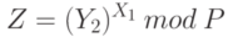 Z = (Y₂)^{X₁} mod P